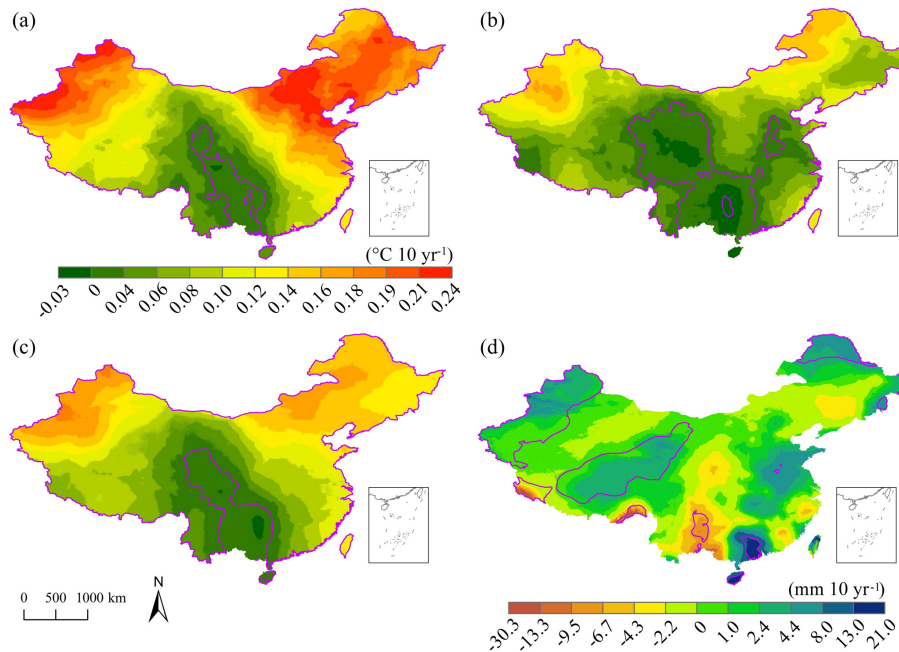 (a)
(b)
(°C 10 yr⁻¹)
-0.03 0 0.04 0.06 0.08 0.10 0.12 0.14 0.16 0.18 0.19 0.21 0.24
(c)
(d)
N
0 500 1000 km
(mm 10 yr⁻¹)
-30.3 -13.3 -9.5 -6.7 -4.3 -2.2 0 1.0 2.4 4.4 8.0 13.0 21.0